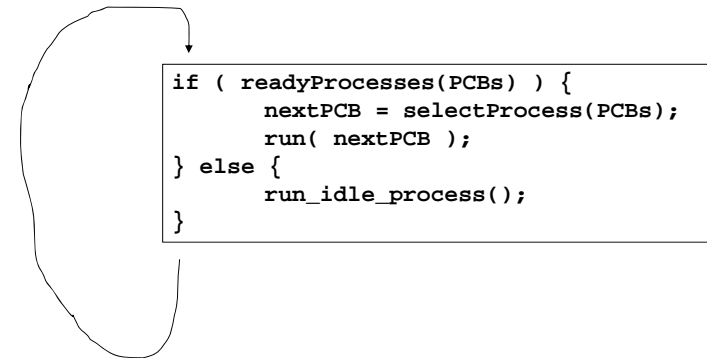 if ( readyProcesses(PCBs) ) {
nextPCB = selectProcess(PCBs);
run( nextPCB );
} else {
run_idle_process();
}